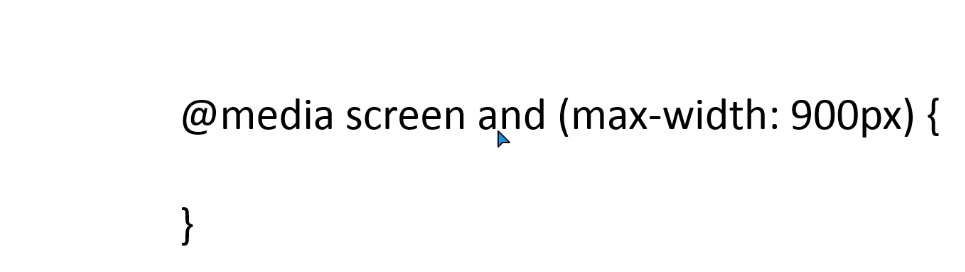 @media screen and (max-width: 900px) {
}